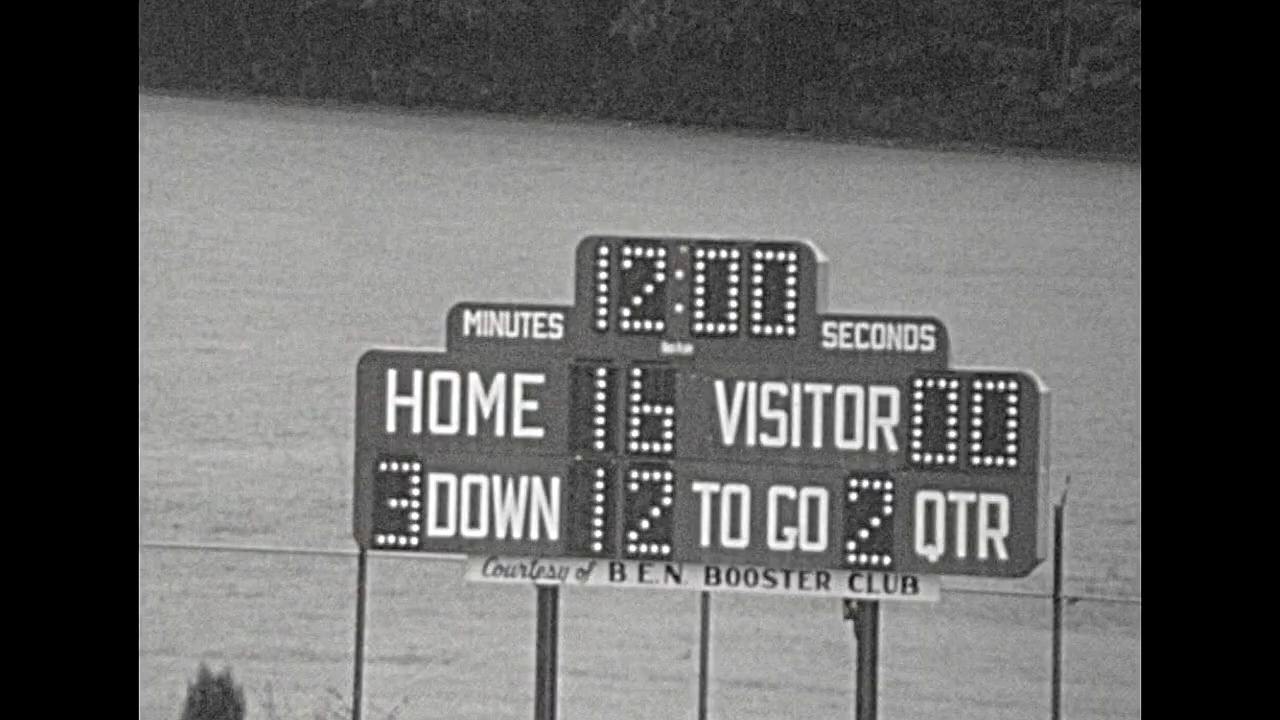 12:00
MINUTES SECONDS
HOME 16 VISITOR 00
3 DOWN 12 TO GO 2 QTR
Courtesy of B.E.N. BOOSTER CLUB